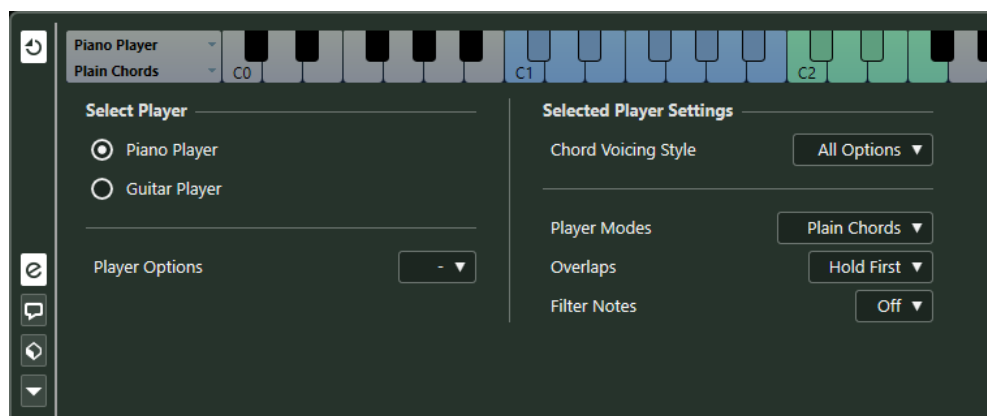 Piano Player
Plain Chords
C0
C1
C2
Select Player
Piano Player
Guitar Player
Player Options
-
Selected Player Settings
Chord Voicing Style
All Options
Player Modes
Plain Chords
Overlaps
Hold First
Filter Notes
Off